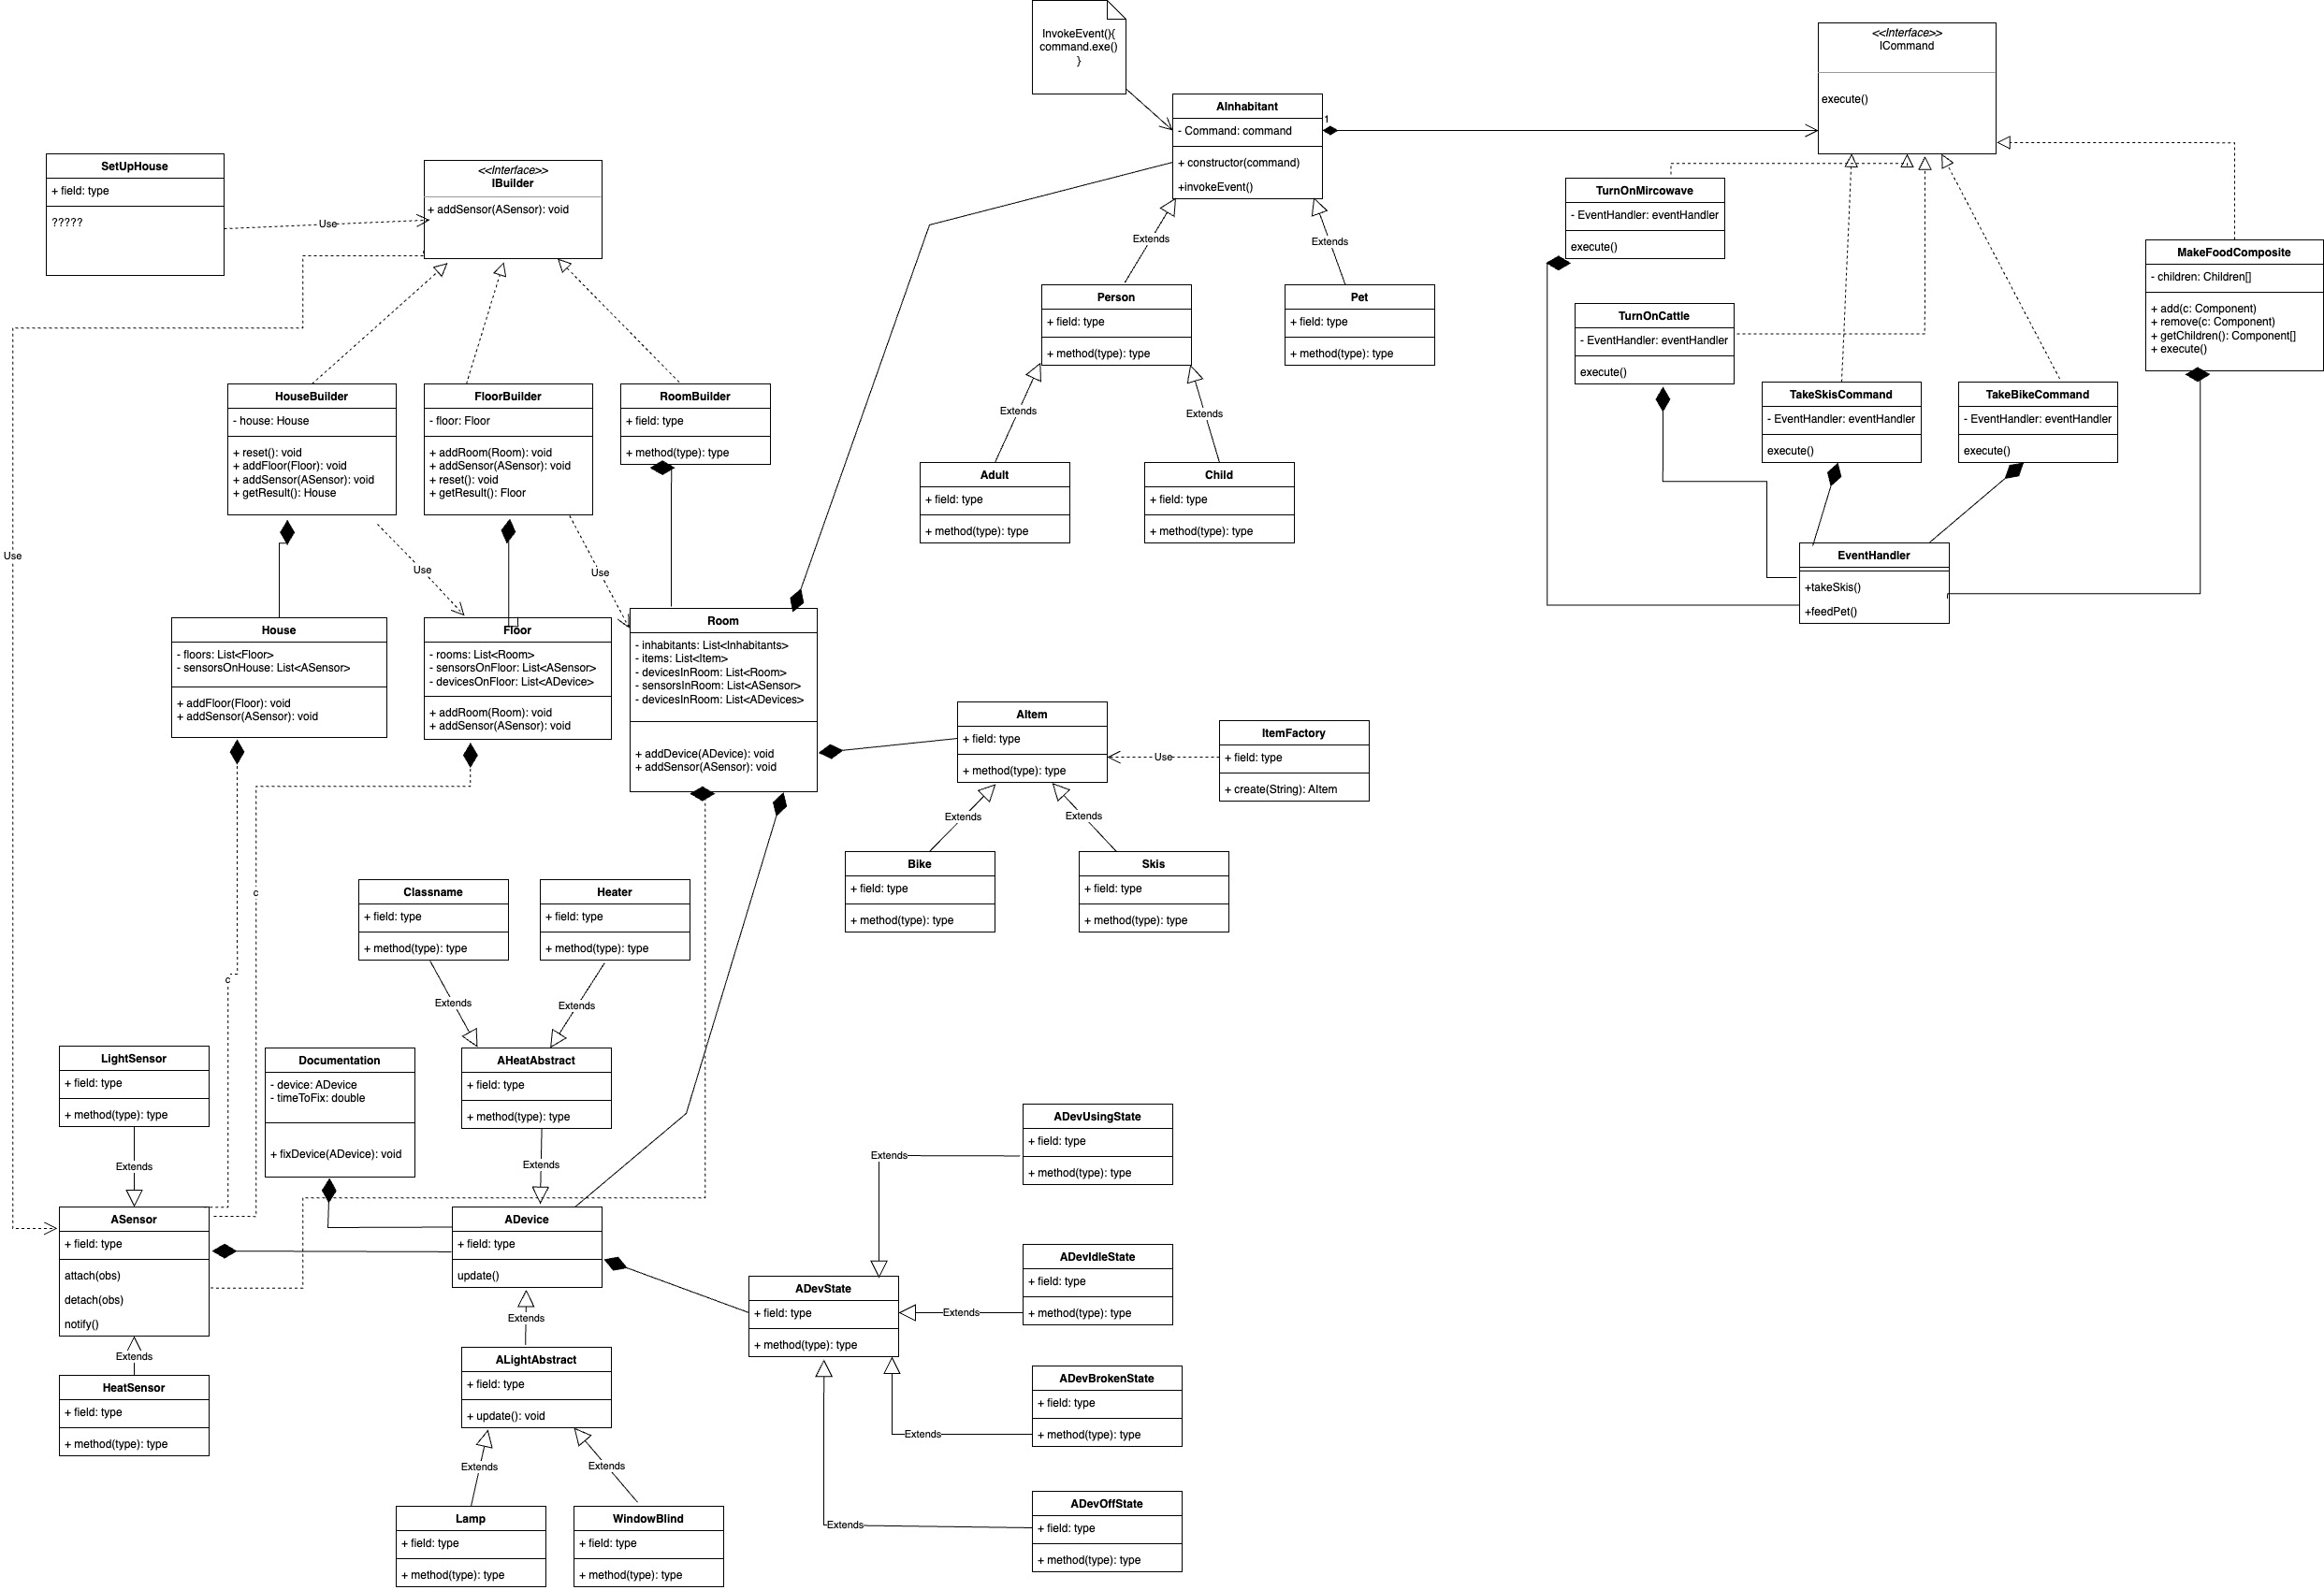 InvokeEvent(){
command.exe()
}
<<Interface>>
ICommand
execute()
AInhabitant
- Command: command
+ constructor(command)
+invokeEvent()
1
SetUpHouse
+ field: type
?????
Use
<<Interface>>
IBuilder
+ addSensor(ASensor): void
TurnOnMircowave
- EventHandler: eventHandler
execute()
MakeFoodComposite
- children: Children[]
+ add(c: Component)
+ remove(c: Component)
+ getChildren(): Component[]
+ execute()
Extends
Extends
Person
+ field: type
+ method(type): type
Pet
+ field: type
+ method(type): type
TurnOnCattle
- EventHandler: eventHandler
execute()
HouseBuilder
- house: House
+ reset(): void
+ addFloor(Floor): void
+ addSensor(ASensor): void
+ getResult(): House
FloorBuilder
- floor: Floor
+ addRoom(Room): void
+ addSensor(ASensor): void
+ reset(): void
+ getResult(): Floor
RoomBuilder
+ field: type
+ method(type): type
Extends
Extends
TakeSkisCommand
- EventHandler: eventHandler
execute()
TakeBikeCommand
- EventHandler: eventHandler
execute()
Adult
+ field: type
+ method(type): type
Child
+ field: type
+ method(type): type
Use
Use
Use
EventHandler
+takeSkis()
+feedPet()
House
- floors: List<Floor>
- sensorsOnHouse: List<ASensor>
+ addFloor(Floor): void
+ addSensor(ASensor): void
Floor
- rooms: List<Room>
- sensorsOnFloor: List<ASensor>
- devicesOnFloor: List<ADevice>
+ addRoom(Room): void
+ addSensor(ASensor): void
Room
- inhabitants: List<Inhabitants>
- items: List<Item>
- devicesInRoom: List<Room>
- sensorsInRoom: List<ASensor>
- devicesInRoom: List<ADevices>
+ addDevice(ADevice): void
+ addSensor(ASensor): void
AItem
+ field: type
+ method(type): type
Use
ItemFactory
+ field: type
+ create(String): AItem
Extends
Extends
Bike
+ field: type
+ method(type): type
Skis
+ field: type
+ method(type): type
c
c
Classname
+ field: type
+ method(type): type
Heater
+ field: type
+ method(type): type
Extends
Extends
LightSensor
+ field: type
+ method(type): type
Documentation
- device: ADevice
- timeToFix: double
+ fixDevice(ADevice): void
AHeatAbstract
+ field: type
+ method(type): type
Extends
Extends
ADevUsingState
+ field: type
+ method(type): type
Extends
ASensor
+ field: type
attach(obs)
detach(obs)
notify()
ADevice
+ field: type
update()
ADevState
+ field: type
+ method(type): type
Extends
ADevIdleState
+ field: type
+ method(type): type
Extends
Extends
HeatSensor
+ field: type
+ method(type): type
ALightAbstract
+ field: type
+ update(): void
Extends
ADevBrokenState
+ field: type
+ method(type): type
Extends
Extends
Lamp
+ field: type
+ method(type): type
WindowBlind
+ field: type
+ method(type): type
Extends
ADevOffState
+ field: type
+ method(type): type